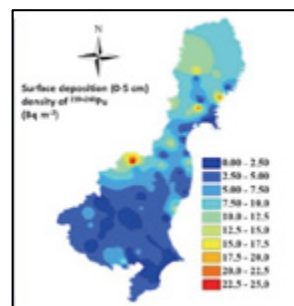 N
Surface deposition (0-5 cm)
density of ²³⁹⁺²⁴⁰Pu
(Bq m⁻²)
0.00 - 2.50
2.50 - 5.00
5.00 - 7.50
7.50 - 10.0
10.0 - 12.5
12.5 - 15.0
15.0 - 17.5
17.5 - 20.0
20.0 - 22.5
22.5 - 25.0